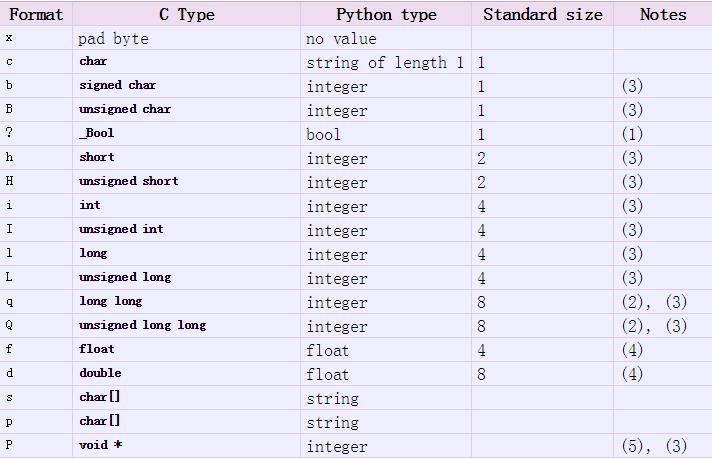 Format C Type Python type Standard size Notes
x pad byte no value
c char string of length 1 1
b signed char integer 1 (3)
B unsigned char integer 1 (3)
? _Bool bool 1 (1)
h short integer 2 (3)
H unsigned short integer 2 (3)
i int integer 4 (3)
I unsigned int integer 4 (3)
l long integer 4 (3)
L unsigned long integer 4 (3)
q long long integer 8 (2), (3)
Q unsigned long long integer 8 (2), (3)
f float float 4 (4)
d double float 8 (4)
s char[] string
p char[] string
P void * integer (5), (3)